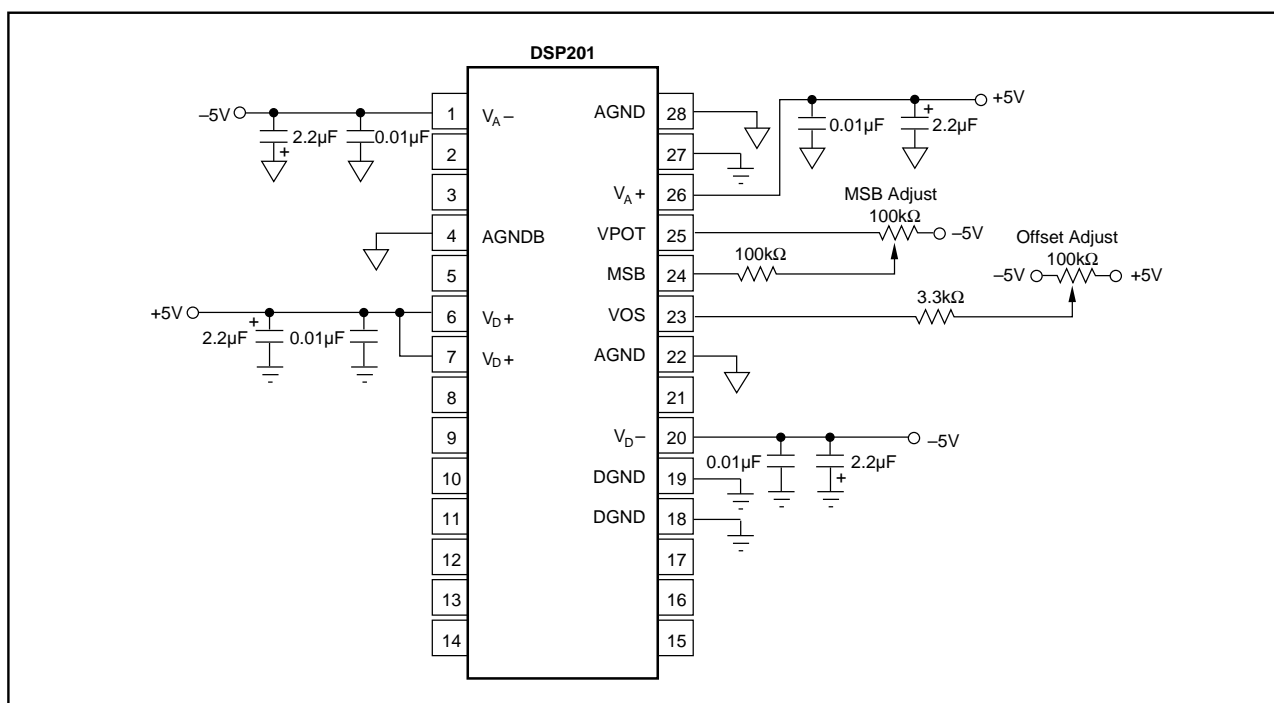 DSP201
–5V
2.2µF
+
0.01µF
1
V_A–
2
3
4
AGNDB
5
+5V
+
2.2µF
0.01µF
6
V_D+
7
V_D+
8
9
10
11
12
13
14
AGND
28
27
V_A+
26
+5V
0.01µF
+
2.2µF
VPOT
25
MSB Adjust
100kΩ
–5V
MSB
24
100kΩ
Offset Adjust
100kΩ
–5V
+5V
VOS
23
3.3kΩ
AGND
22
21
V_D–
20
–5V
0.01µF
2.2µF
+
DGND
19
DGND
18
17
16
15